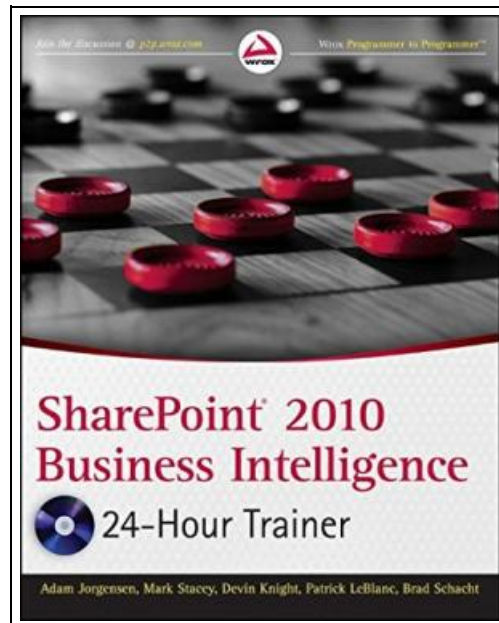 Join the discussion @ p2p.wrox.com
Wrox Programmer to Programmer™
wrox
SharePoint® 2010
Business Intelligence
24-Hour Trainer
Adam Jorgensen, Mark Stacey, Devin Knight, Patrick LeBlanc, Brad Schacht